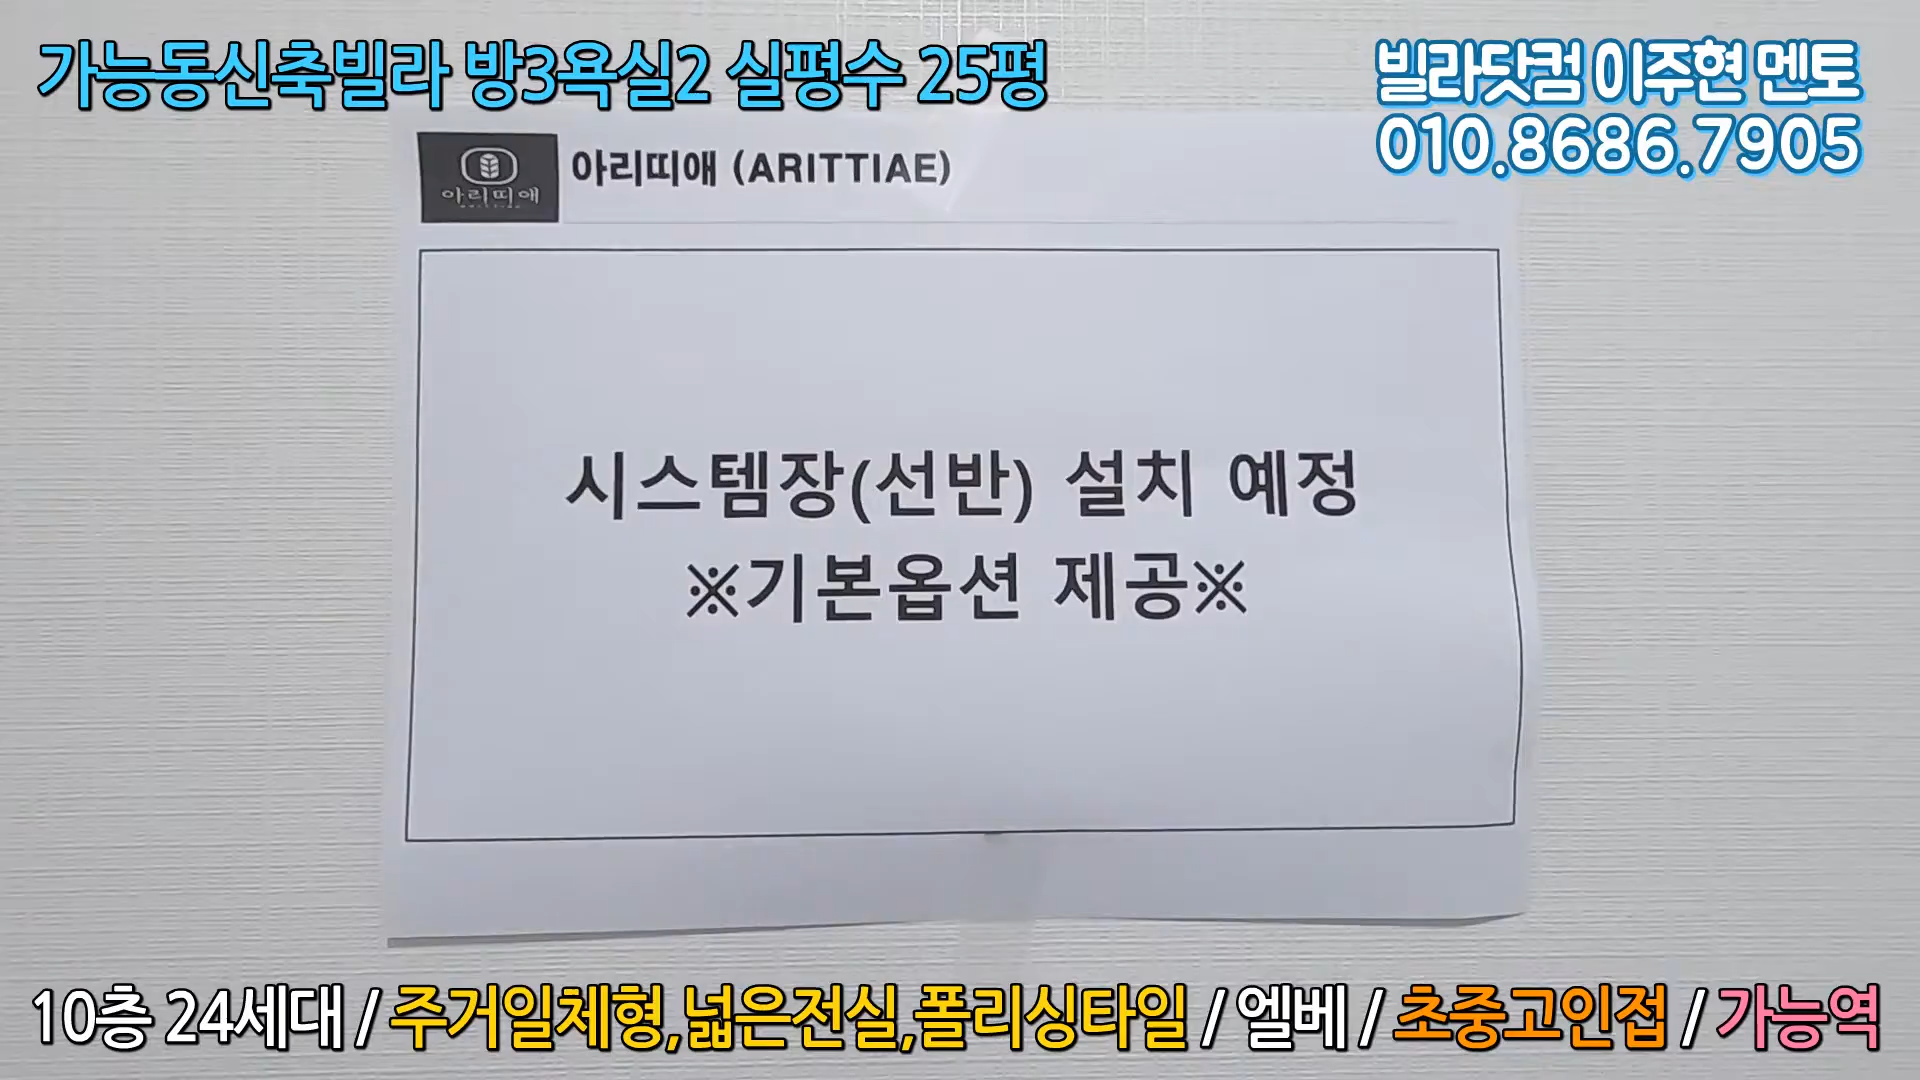 가능동신축빌라 방3욕실2 실평수 25평
빌라닷컴 이주현 멘토
010.8686.7905
아리띠애
아리띠애 (ARITTIAE)
시스템장(선반) 설치 예정
※기본옵션 제공※
10층 24세대 / 주거일체형,넓은전실,폴리싱타일 / 엘베 / 초중고인접 / 가능역